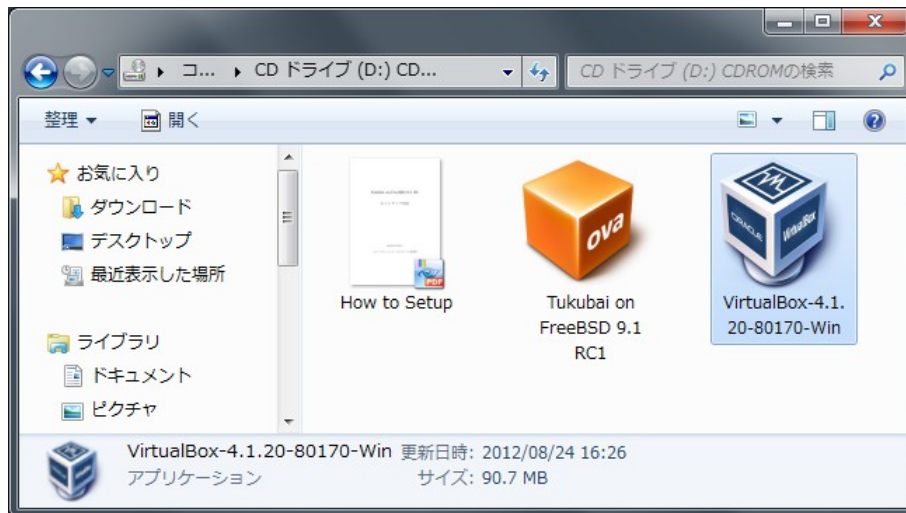 コ... ▸ CD ドライブ (D:) CD...
CD ドライブ (D:) CDROMの検索
整理
開く
お気に入り
ダウンロード
デスクトップ
最近表示した場所
ライブラリ
ドキュメント
ピクチャ
PDF
How to Setup
ova
Tukubai on
FreeBSD 9.1
RC1
ORACLE
VirtualBox
VirtualBox-4.1.
20-80170-Win
VirtualBox-4.1.20-80170-Win 更新日時: 2012/08/24 16:26
アプリケーション サイズ: 90.7 MB